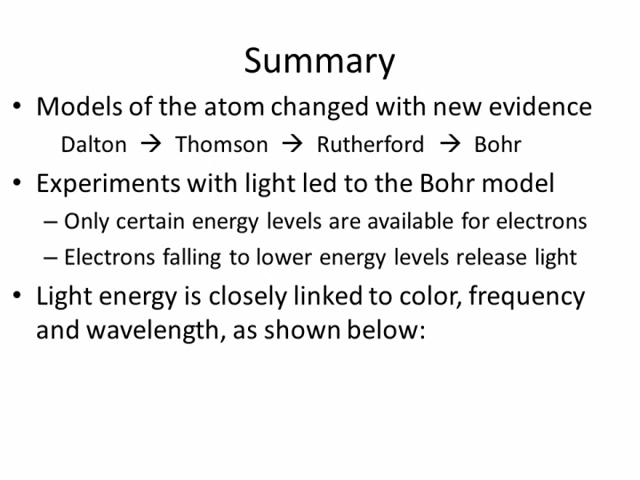 Summary
• Models of the atom changed with new evidence
Dalton → Thomson → Rutherford → Bohr
• Experiments with light led to the Bohr model
– Only certain energy levels are available for electrons
– Electrons falling to lower energy levels release light
• Light energy is closely linked to color, frequency
and wavelength, as shown below: